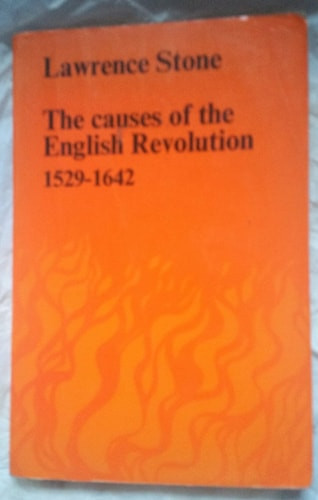 Lawrence Stone
The causes of the
English Revolution
1529-1642